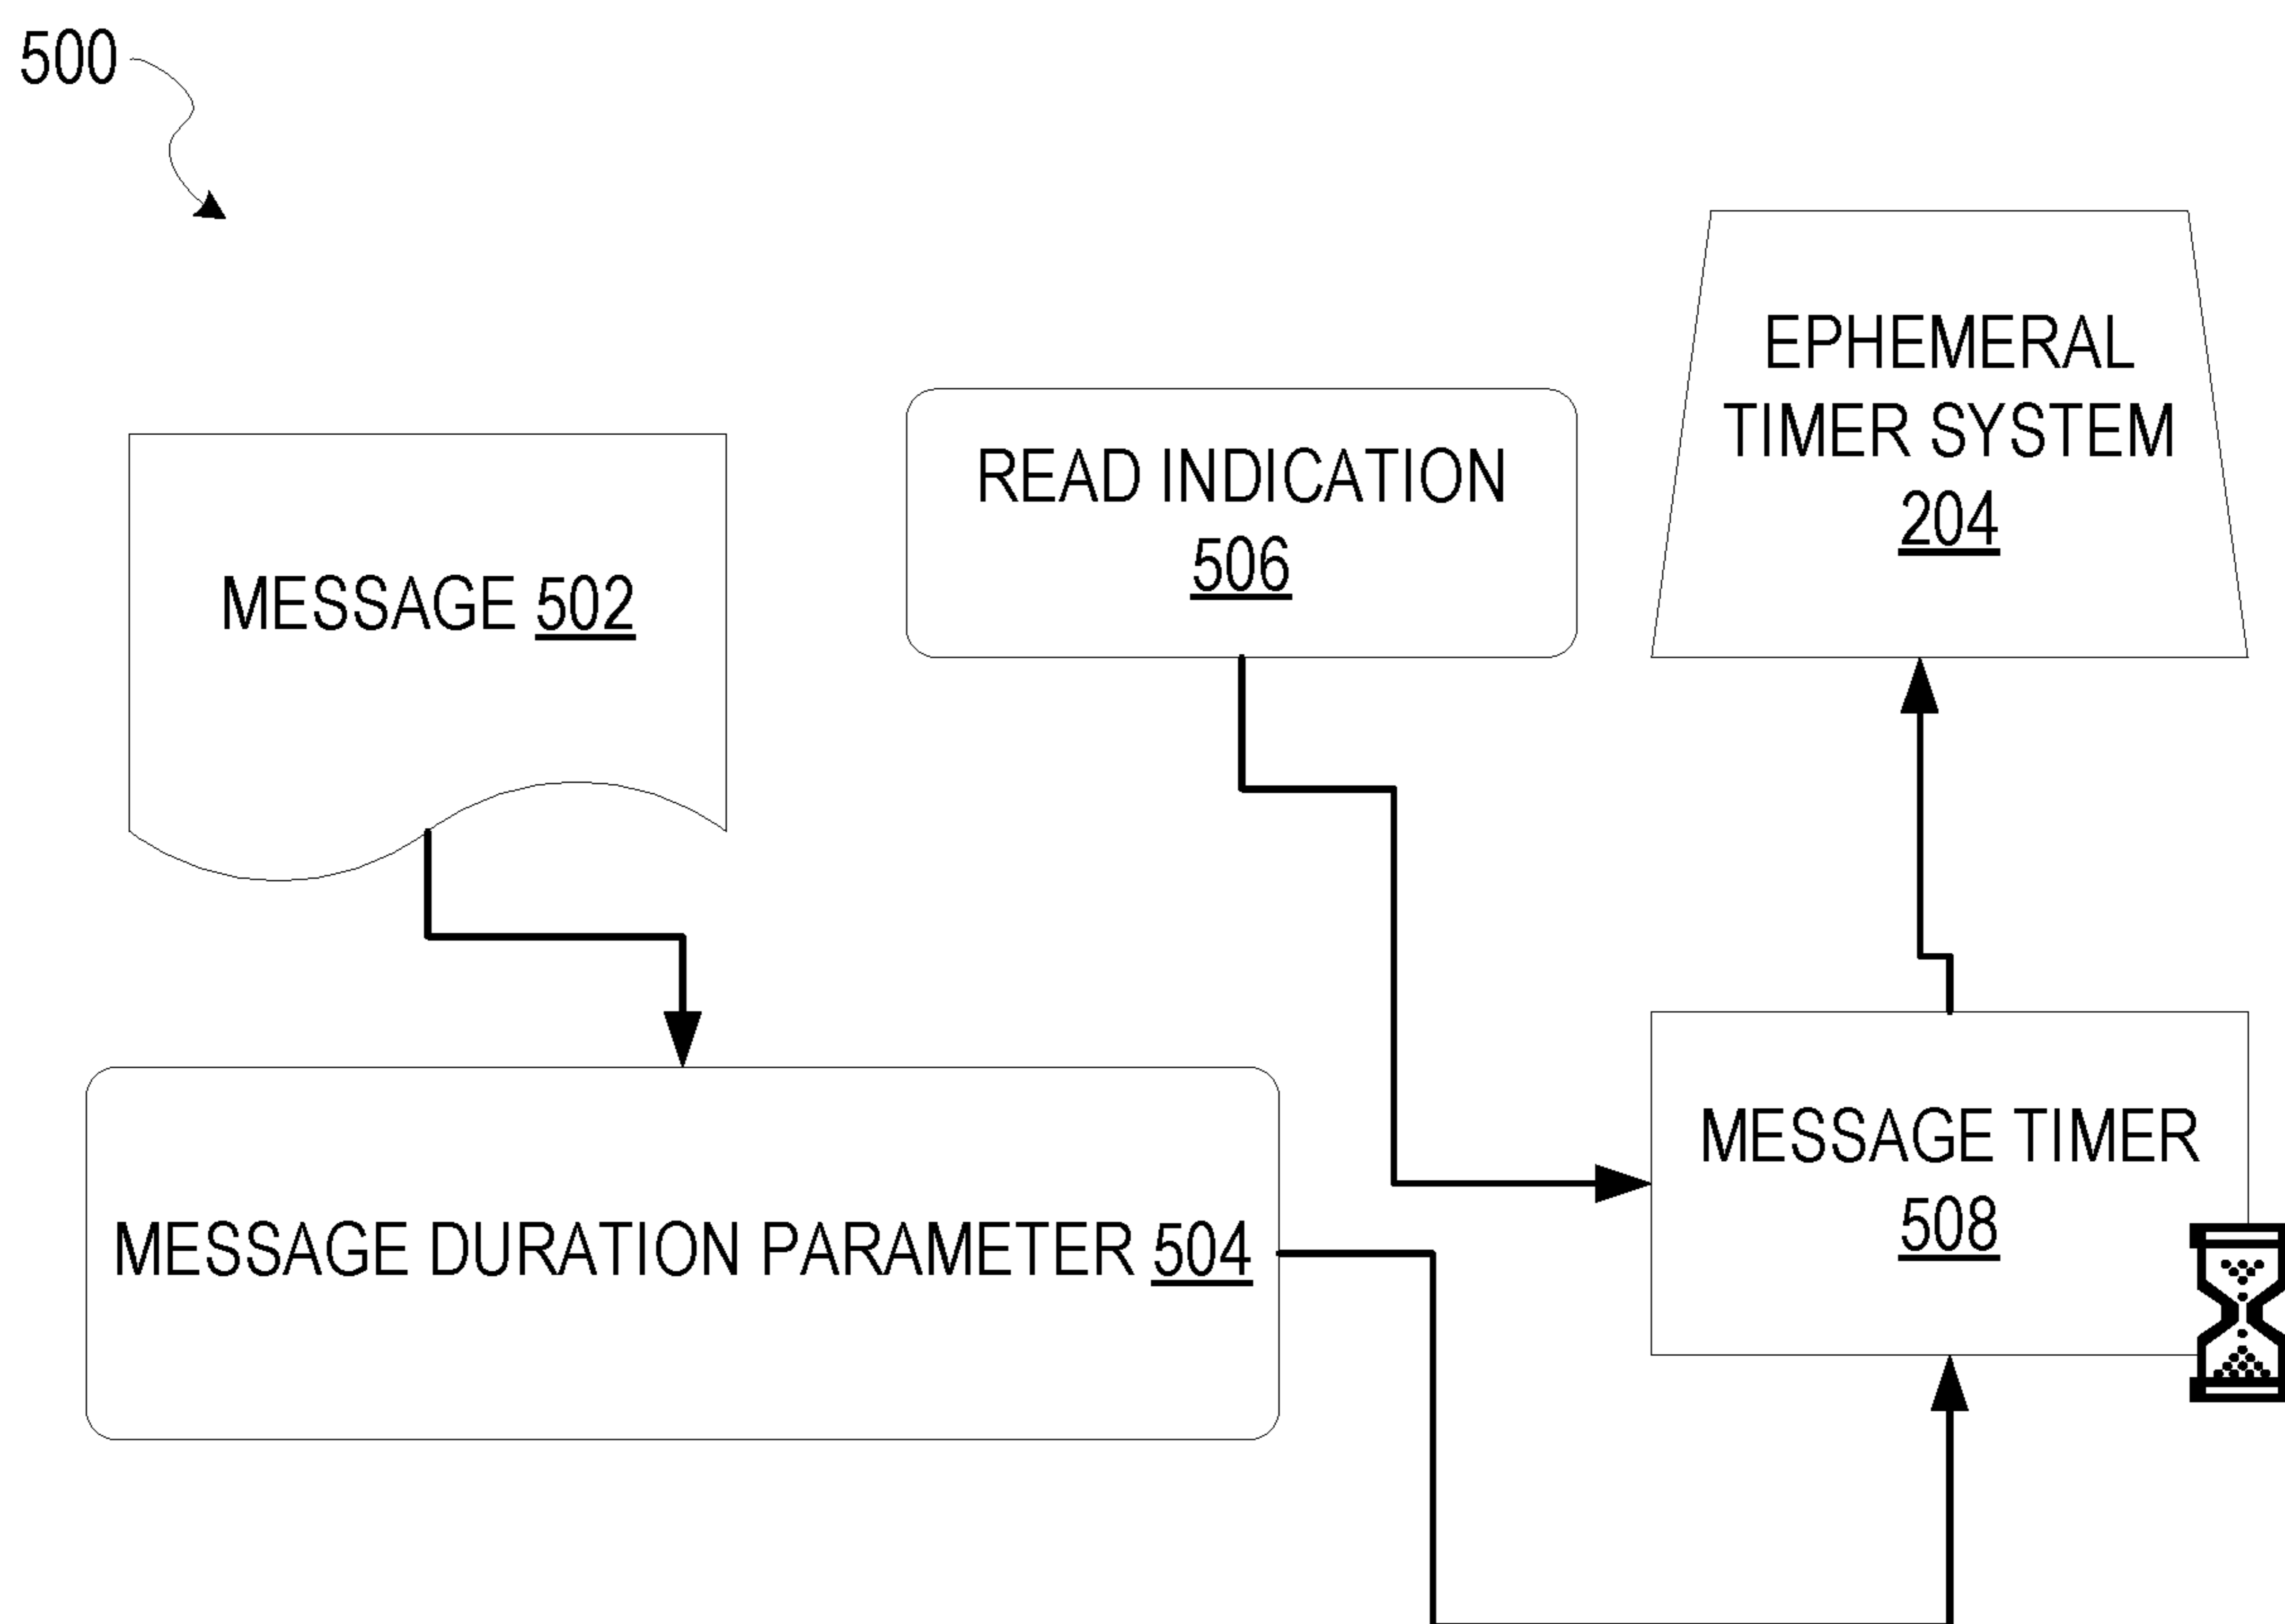 500
EPHEMERAL
TIMER SYSTEM
204
READ INDICATION
506
MESSAGE 502
MESSAGE TIMER
508
MESSAGE DURATION PARAMETER 504